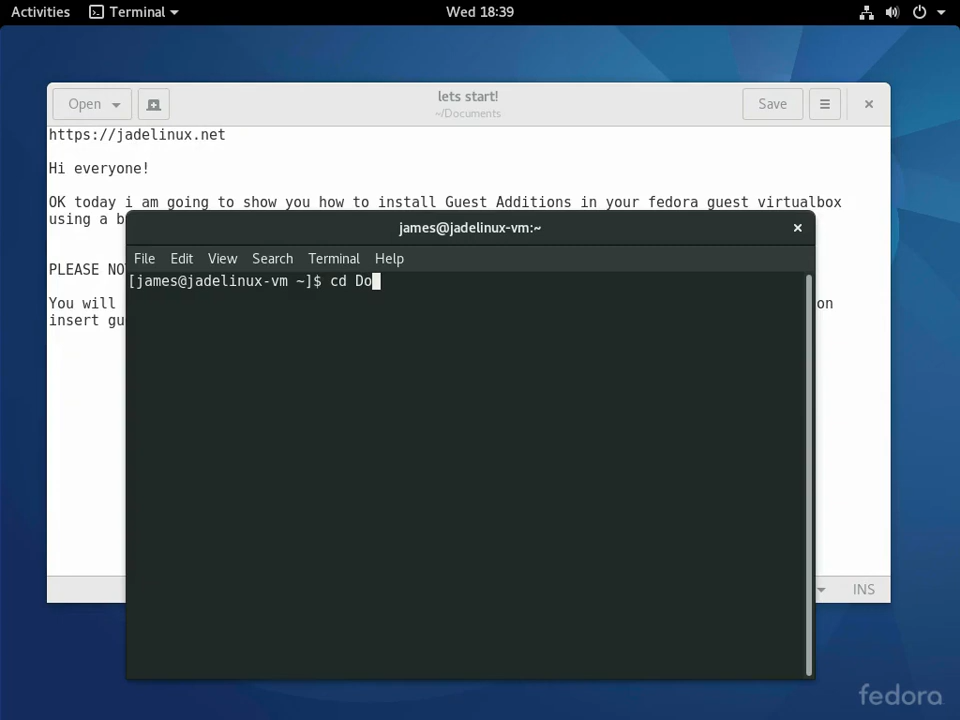 Activities Terminal Wed 18:39
Open lets start! Save
~/Documents
https://jadelinux.net
Hi everyone!
OK today i am going to show you how to install Guest Additions in your fedora guest virtualbox
using a
PLEASE
You will on
insert
james@jadelinux-vm:~
File Edit View Search Terminal Help
[james@jadelinux-vm ~]$ cd Do
INS
fedora